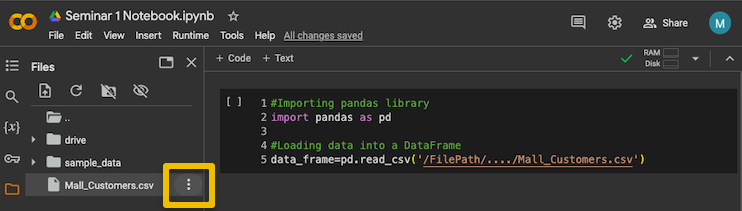 Seminar 1 Notebook.ipynb
File Edit View Insert Runtime Tools Help All changes saved
Share
M
Files
+ Code + Text
RAM
Disk
{x}
..
drive
sample_data
Mall_Customers.csv
[ ]
1 #Importing pandas library
2 import pandas as pd
3
4 #Loading data into a DataFrame
5 data_frame=pd.read_csv('/FilePath/..../Mall_Customers.csv')